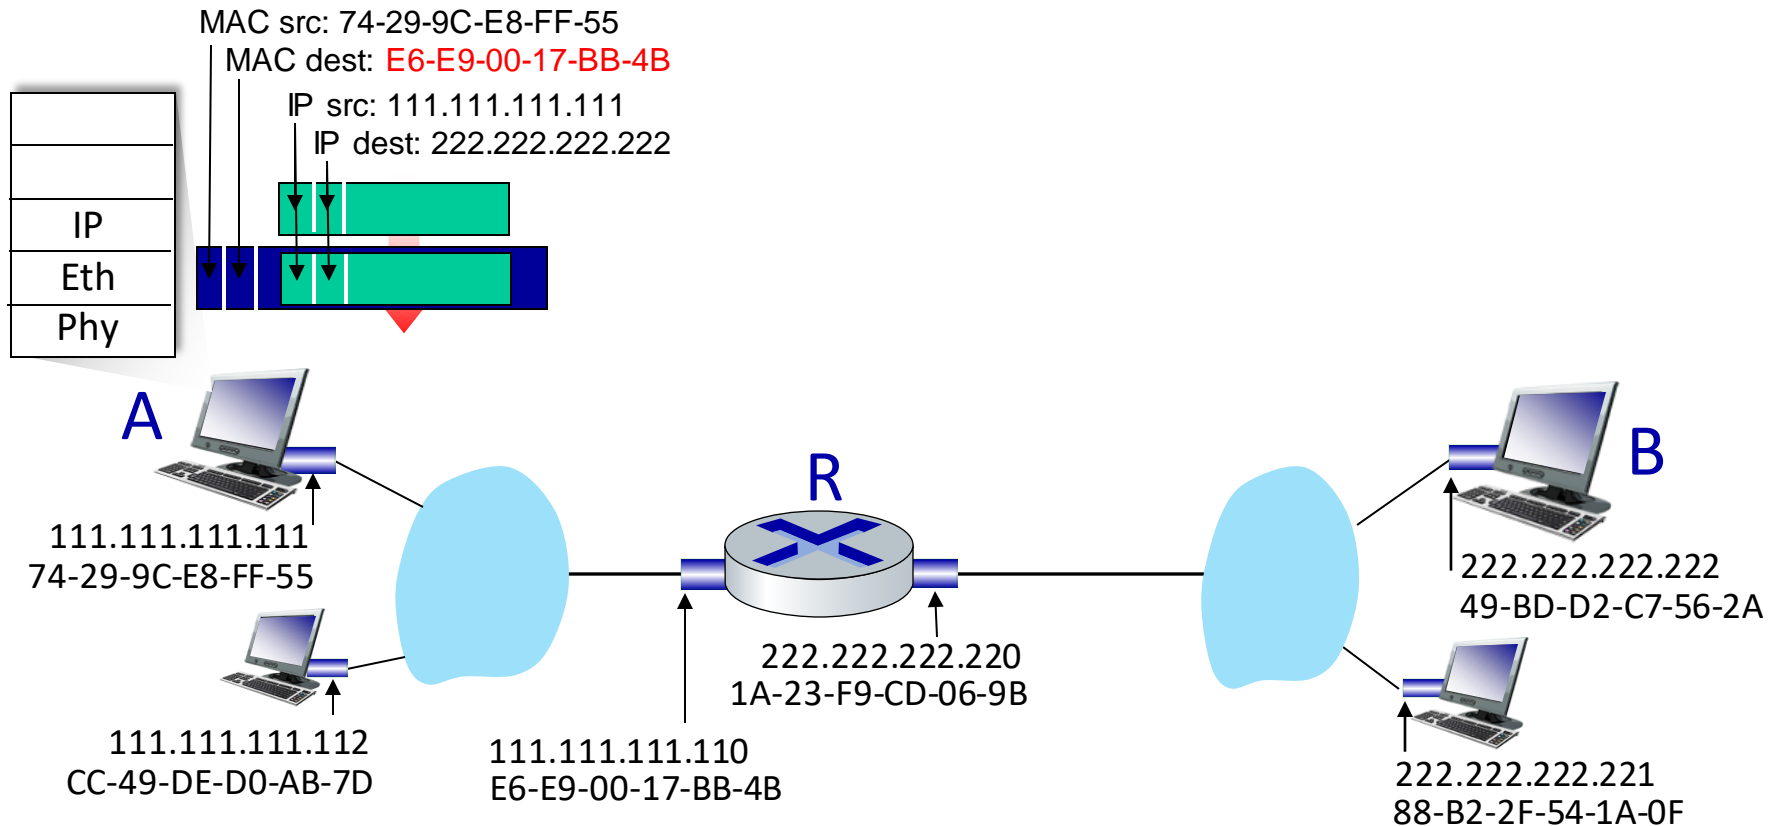 MAC src: 74-29-9C-E8-FF-55
MAC dest: E6-E9-00-17-BB-4B
IP src: 111.111.111.111
IP dest: 222.222.222.222
IP
Eth
Phy
A
B
R
111.111.111.111
74-29-9C-E8-FF-55
222.222.222.222
49-BD-D2-C7-56-2A
222.222.222.220
1A-23-F9-CD-06-9B
111.111.111.112
CC-49-DE-D0-AB-7D
111.111.111.110
E6-E9-00-17-BB-4B
222.222.222.221
88-B2-2F-54-1A-0F